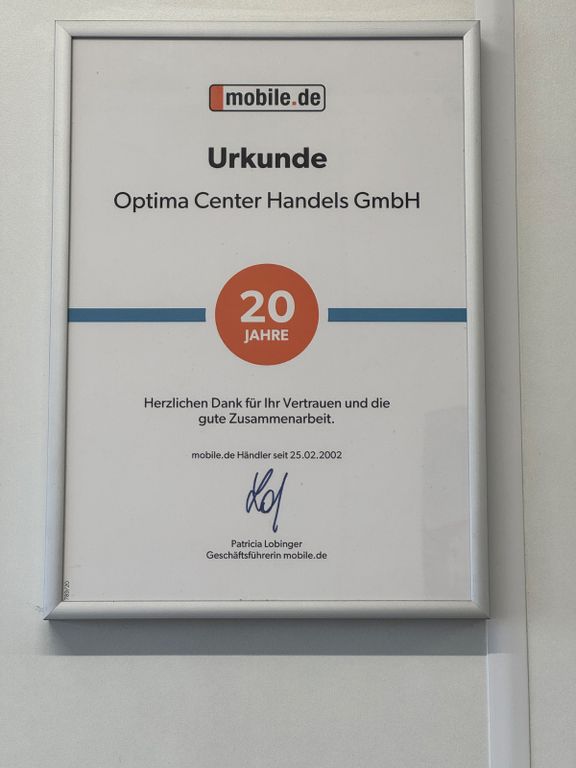 mobile.de
Urkunde
Optima Center Handels GmbH
20
JAHRE
Herzlichen Dank für Ihr Vertrauen und die
gute Zusammenarbeit.
mobile.de Händler seit 25.02.2002
Patricia Lobinger
Geschäftsführerin mobile.de